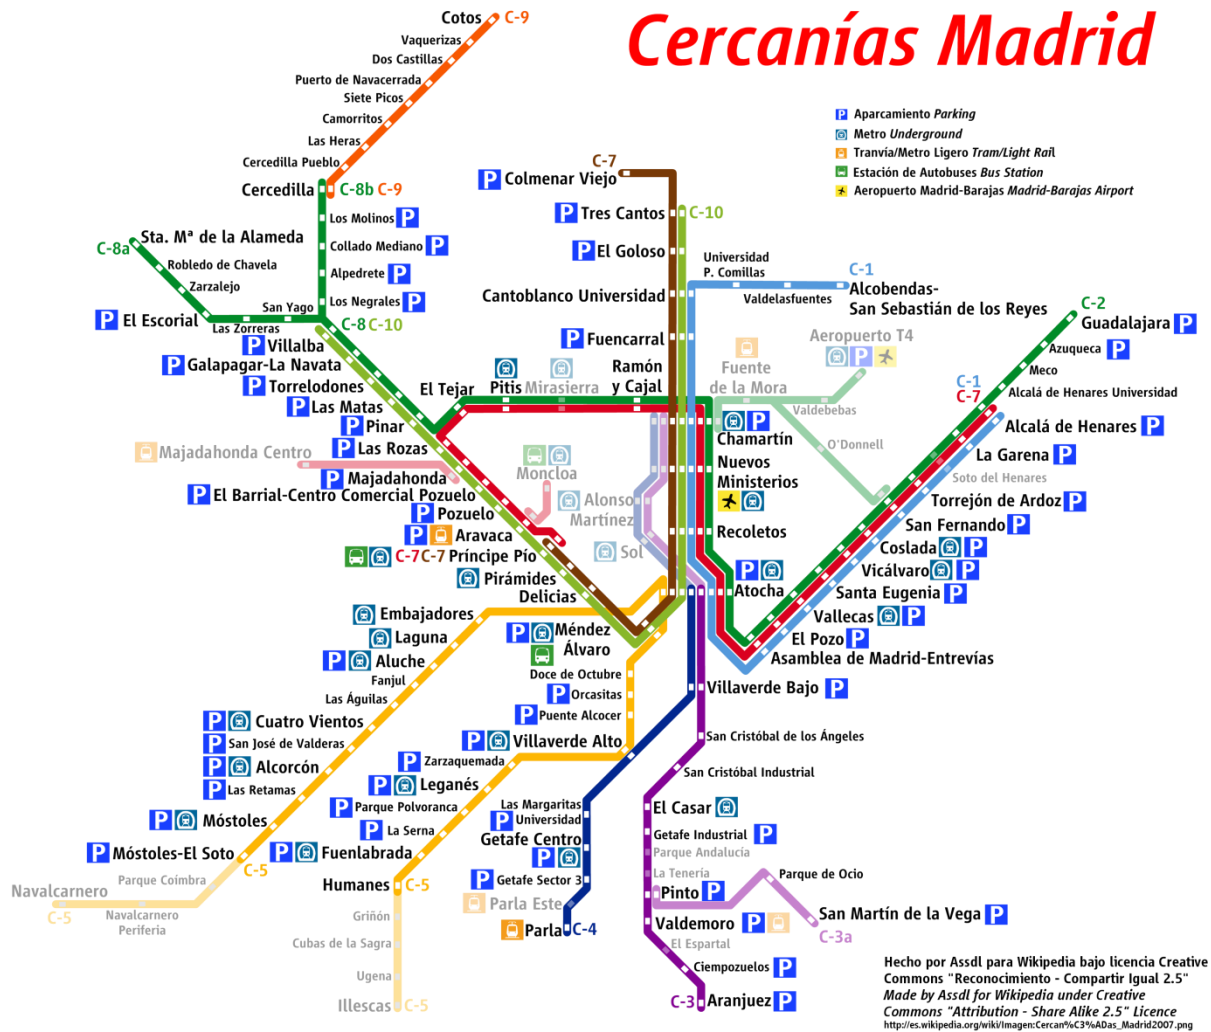 Cercanías Madrid
P Aparcamiento Parking
Metro Underground
Tranvía/Metro Ligero Tram/Light Rail
Estación de Autobuses Bus Station
Aeropuerto Madrid-Barajas Madrid-Barajas Airport
Cotos C-9
Vaquerizas
Dos Castillas
Puerto de Navacerrada
Siete Picos
Camorritos
Las Heras
Cercedilla Pueblo
Cercedilla C-8b C-9
Los Molinos P
Collado Mediano P
Alpedrete P
Los Negrales P
C-8a Sta. Mª de la Alameda
Robledo de Chavela
Zarzalejo
San Yago
P El Escorial
Las Zorreras
C-8 C-10
P Villalba
P Galapagar-La Navata
P Torrelodones
P Las Matas
P Pinar
P Las Rozas
Majadahonda Centro
P Majadahonda
P El Barrial-Centro Comercial Pozuelo
P Pozuelo
P Aravaca
C-7 C-7 Príncipe Pío
Pirámides
Delicias
C-7
P Colmenar Viejo
P Tres Cantos C-10
P El Goloso
Cantoblanco Universidad
P Fuencarral
Ramón
y Cajal
El Tejar
Pitis
Mirasierra
Moncloa
Alonso
Martínez
Sol
Universidad
P. Comillas
Valdelasfuentes
C-1
Alcobendas-
San Sebastián de los Reyes
Aeropuerto T4
P
Fuente
de la Mora
Valdebebas
O'Donnell
P
Chamartín
Nuevos
Ministerios
Recoletos
P
Atocha
C-2
Guadalajara P
Azuqueca P
Meco
Alcalá de Henares Universidad
C-1
C-7
Alcalá de Henares P
La Garena P
Soto del Henares
Torrejón de Ardoz P
San Fernando P
Coslada P
Vicálvaro P
Santa Eugenia P
Vallecas P
El Pozo P
Asamblea de Madrid-Entrevías
Embajadores
Laguna
P Aluche
Fanjul
Las Águilas
P Cuatro Vientos
P San José de Valderas
P Alcorcón
P Las Retamas
P Móstoles
P Móstoles-El Soto
C-5
Parque Coimbra
Navalcarnero
C-5
Navalcarnero
Periferia
P Méndez
Álvaro
Doce de Octubre
P Orcasitas
P Puente Alcocer
P Villaverde Alto
P Zarzaquemada
P Leganés
P Parque Polvoranca
P La Serna
P Fuenlabrada
Humanes C-5
Griñón
Cubas de la Sagra
Ugena
Illescas C-5
Villaverde Bajo P
Las Margaritas
P Universidad
Getafe Centro
P
P Getafe Sector 3
Parla Este
Parla C-4
San Cristóbal de los Ángeles
San Cristóbal Industrial
El Casar
Getafe Industrial P
Parque Andalucía
La Tenería
Pinto P
Parque de Ocio
San Martín de la Vega P
C-3a
Valdemoro P
El Espartal
Ciempozuelos P
C-3 Aranjuez P
Hecho por Assdl para Wikipedia bajo licencia Creative
Commons "Reconocimiento - Compartir Igual 2.5"
Made by Assdl for Wikipedia under Creative
Commons "Attribution - Share Alike 2.5" Licence
http://es.wikipedia.org/wiki/Imagen:Cercan%C3%ADas_Madrid2007.png